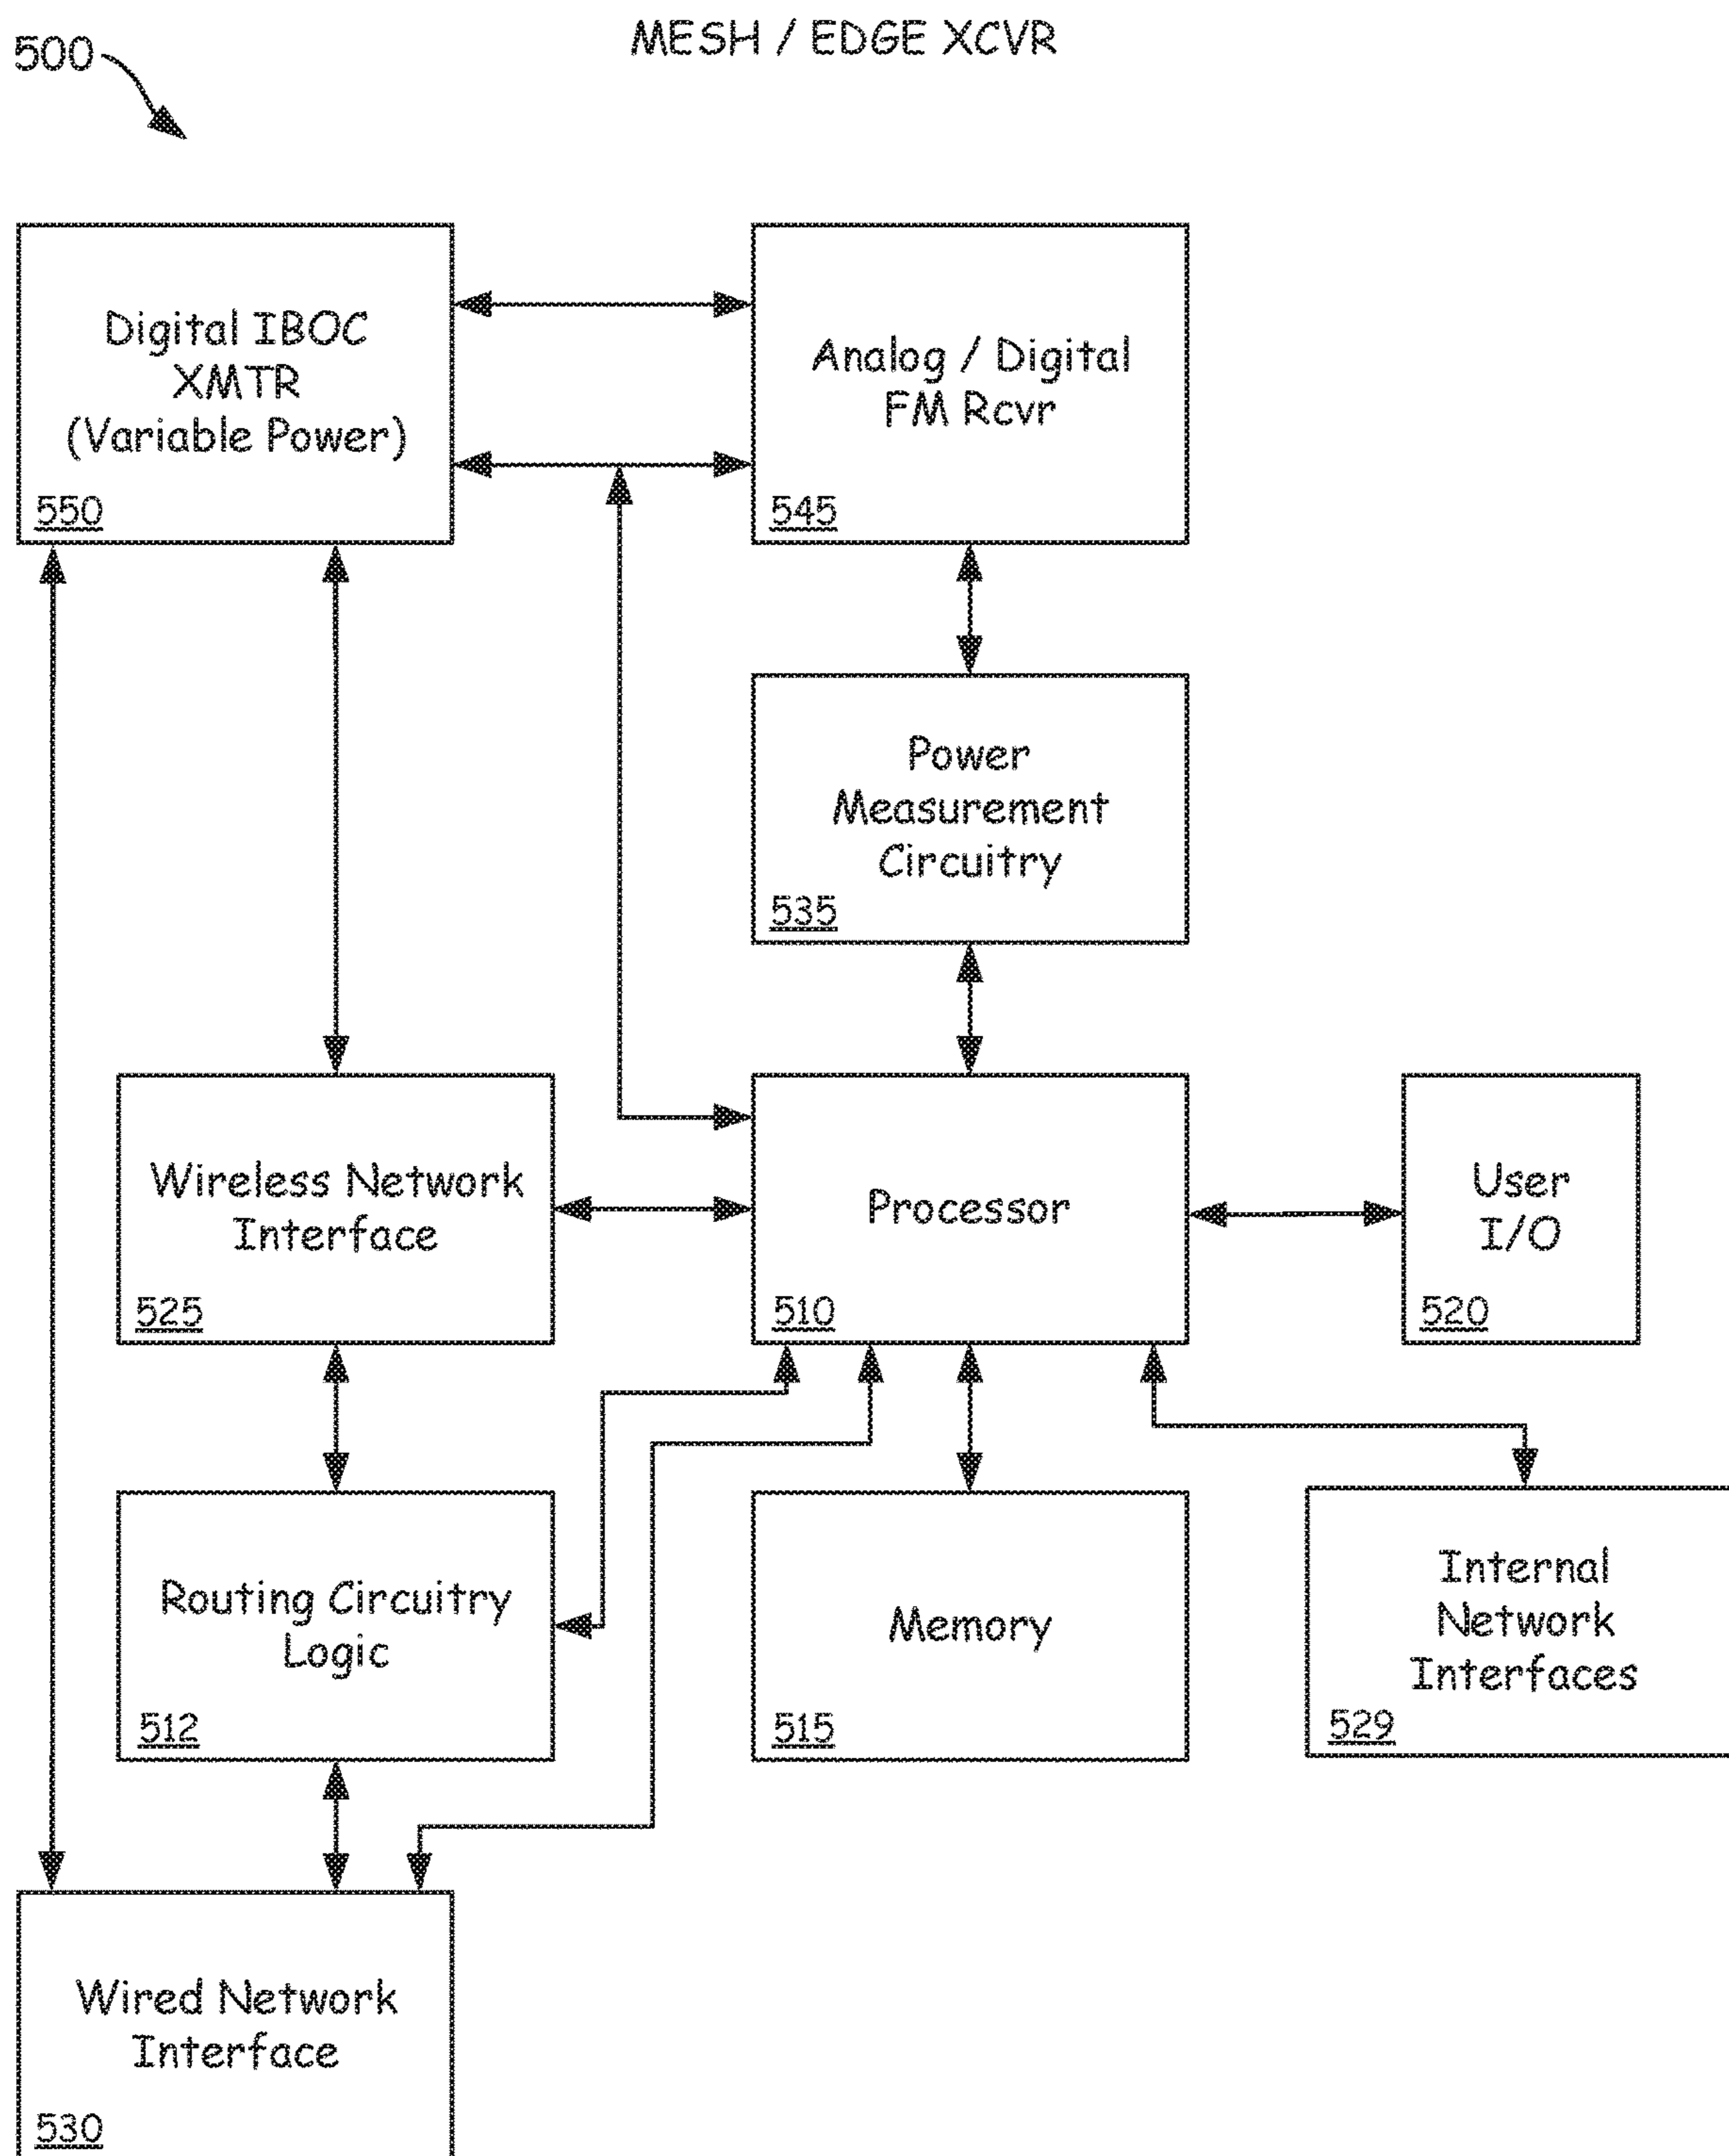 MESH / EDGE XCVR
500
Digital IBOC
XMTR
(Variable Power)
550
Analog / Digital
FM Rcvr
545
Power
Measurement
Circuitry
535
Wireless Network
Interface
525
Processor
510
User
I/O
520
Routing Circuitry
Logic
512
Memory
515
Internal
Network
Interfaces
529
Wired Network
Interface
530